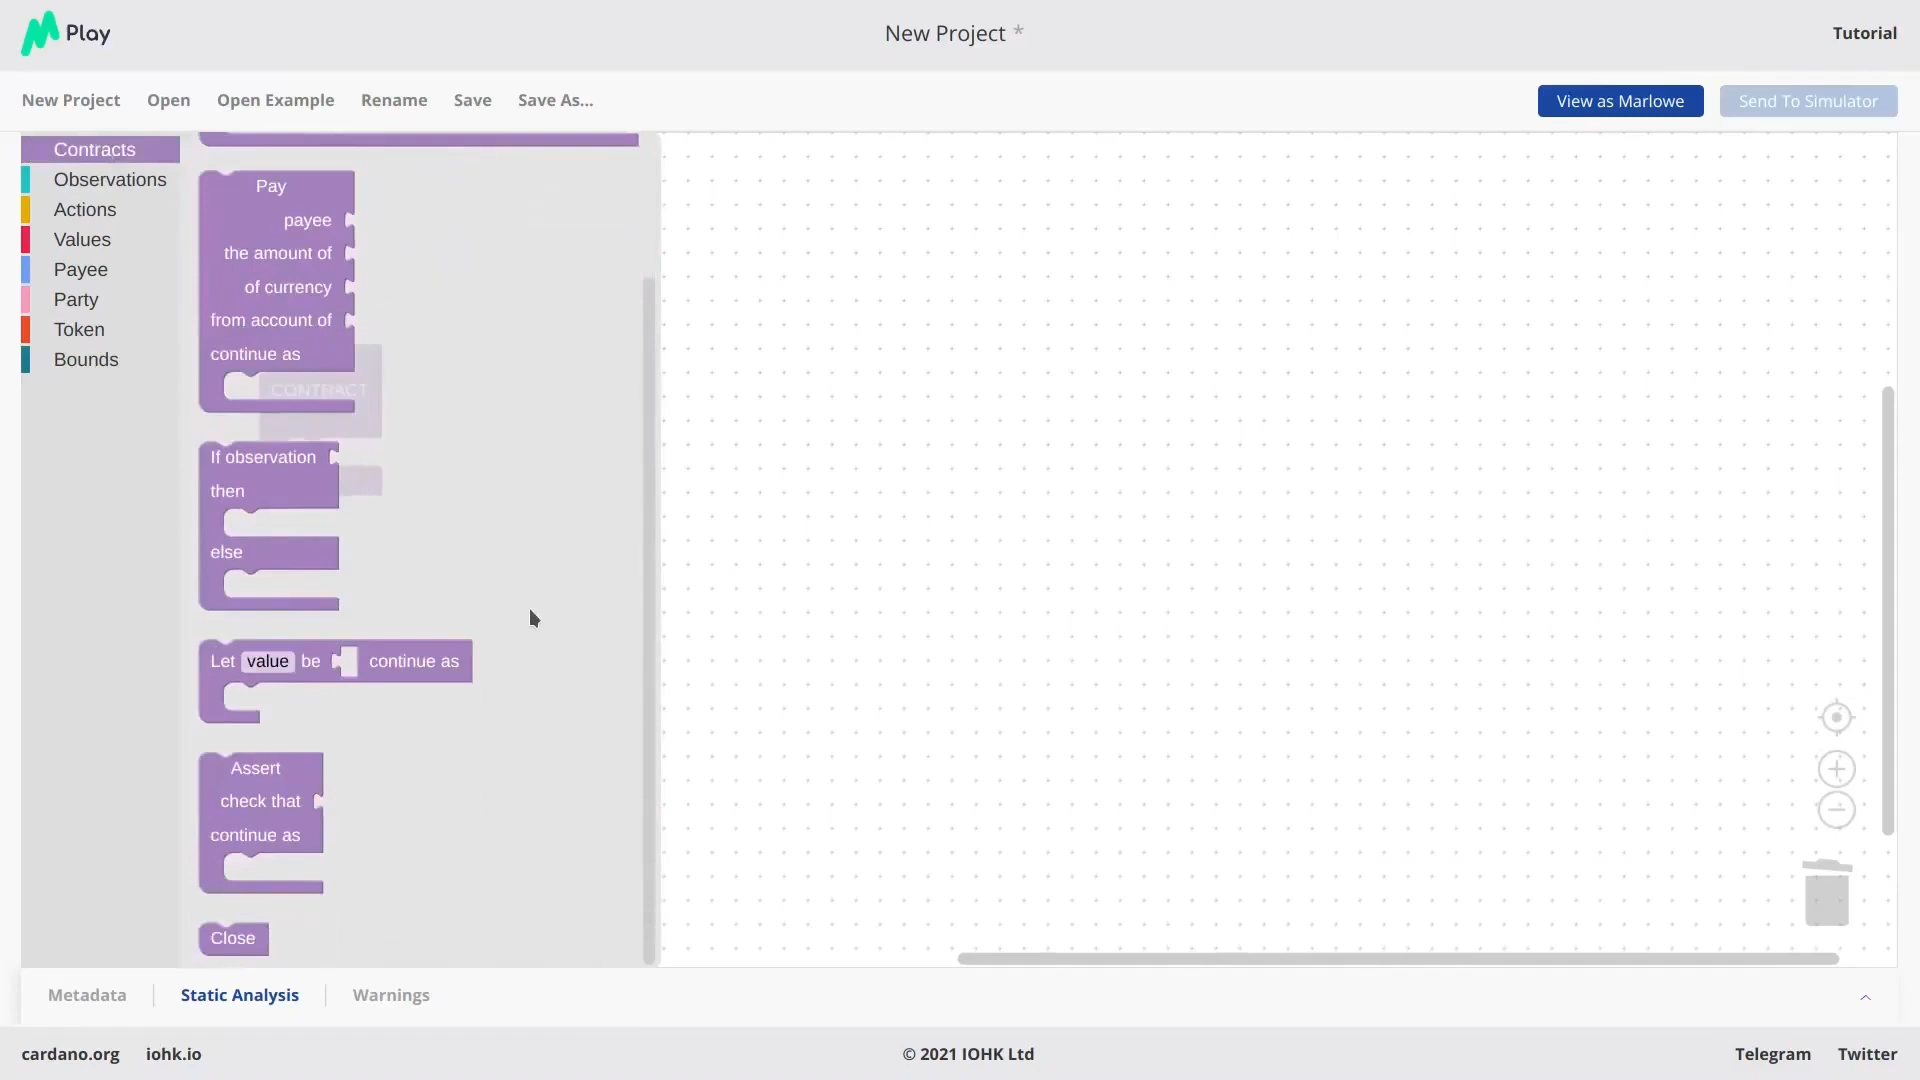 Play
New Project *
Tutorial
New Project
Open
Open Example
Rename
Save
Save As...
View as Marlowe
Send To Simulator
Contracts
Observations
Actions
Values
Payee
Party
Token
Bounds
Pay
payee
the amount of
of currency
from account of
continue as
CONTRACT
If observation
then
else
Let value be continue as
Assert
check that
continue as
Close
Metadata
Static Analysis
Warnings
cardano.org
iohk.io
© 2021 IOHK Ltd
Telegram
Twitter